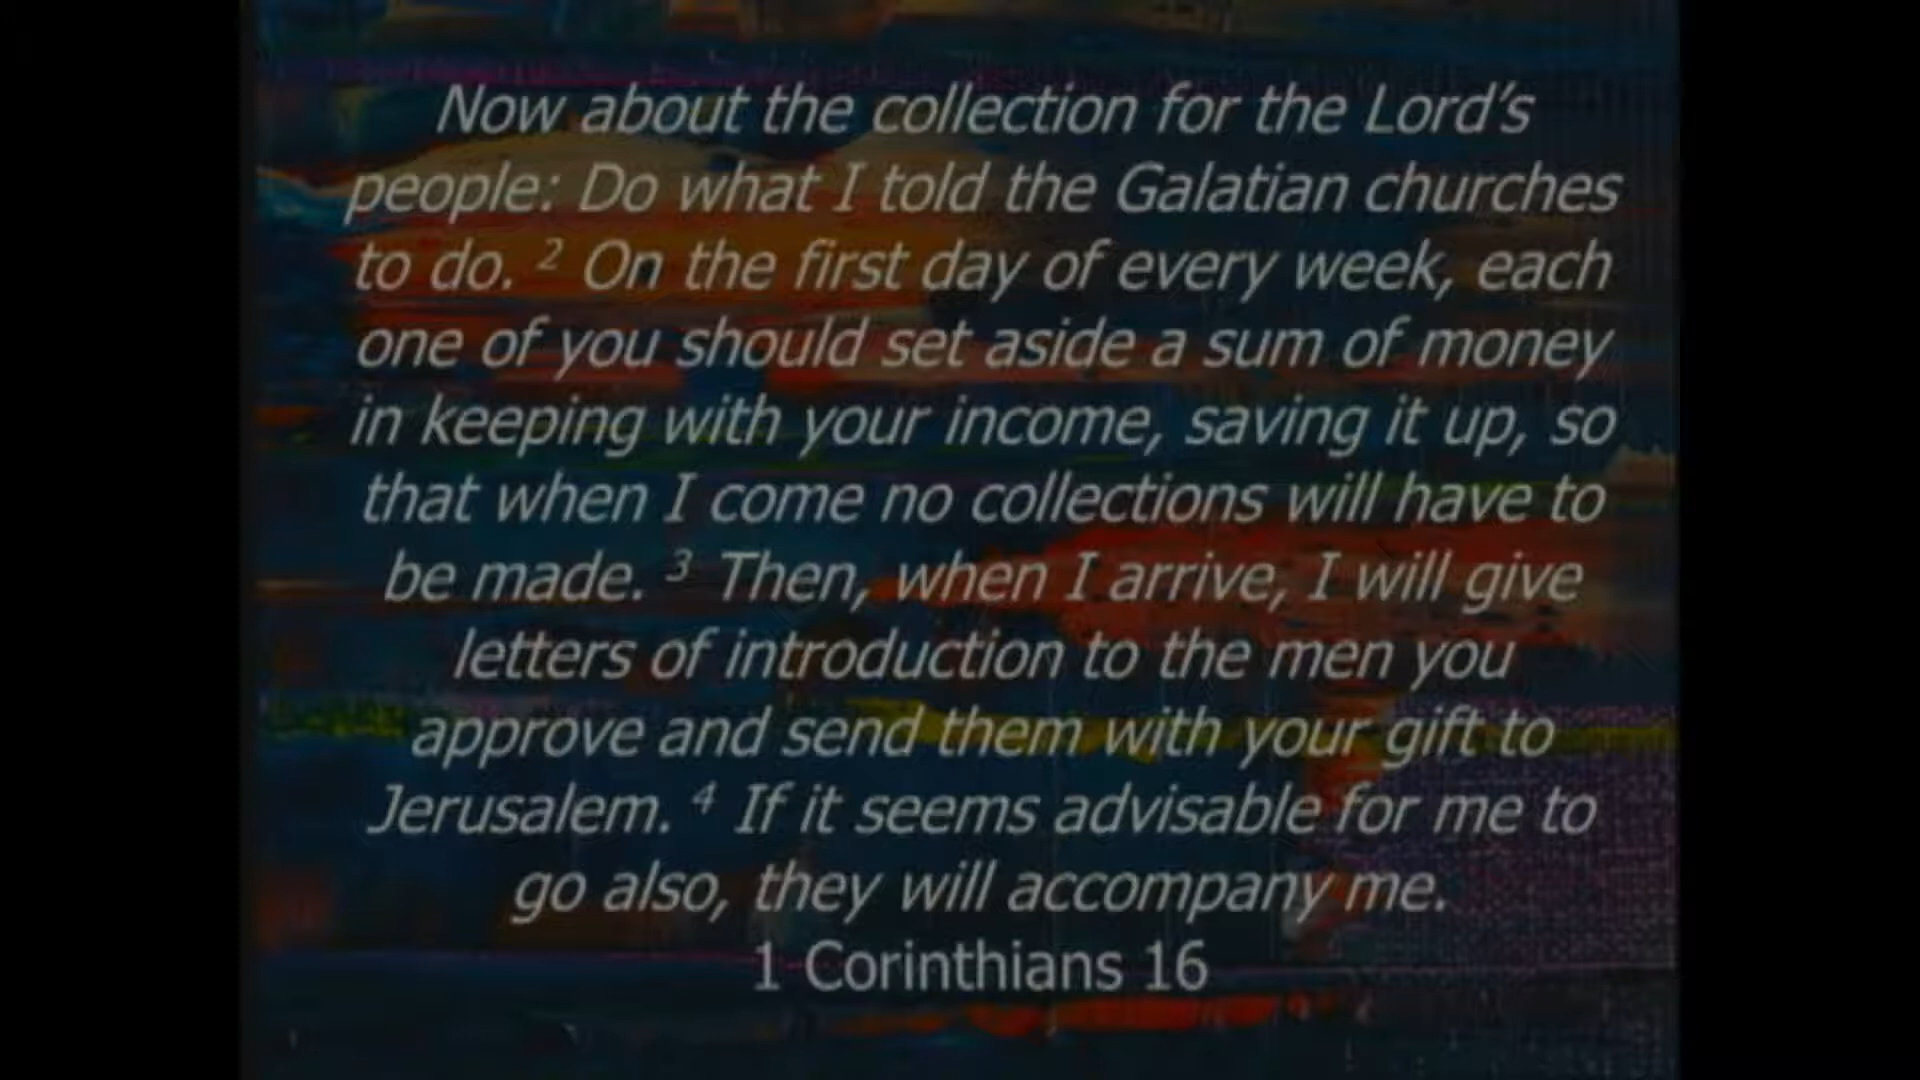 Now about the collection for the Lord’s
people: Do what I told the Galatian churches
to do. ² On the first day of every week, each
one of you should set aside a sum of money
in keeping with your income, saving it up, so
that when I come no collections will have to
be made. ³ Then, when I arrive, I will give
letters of introduction to the men you
approve and send them with your gift to
Jerusalem. ⁴ If it seems advisable for me to
go also, they will accompany me.
1 Corinthians 16